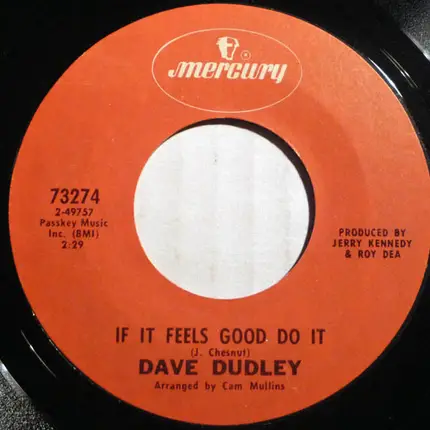 mercury
73274
2-49757
Passkey Music
Inc. (BMI)
2:29
PRODUCED BY
JERRY KENNEDY
& ROY DEA
IF IT FEELS GOOD DO IT
(J. Chesnut)
DAVE DUDLEY
Arranged by Cam Mullins